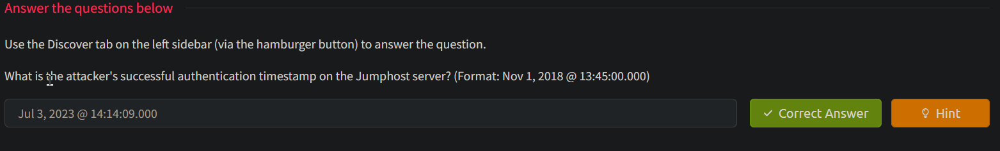 Answer the questions below
Use the Discover tab on the left sidebar (via the hamburger button) to answer the question.
What is the attacker's successful authentication timestamp on the Jumphost server? (Format: Nov 1, 2018 @ 13:45:00.000)
Jul 3, 2023 @ 14:14:09.000
Correct Answer
Hint